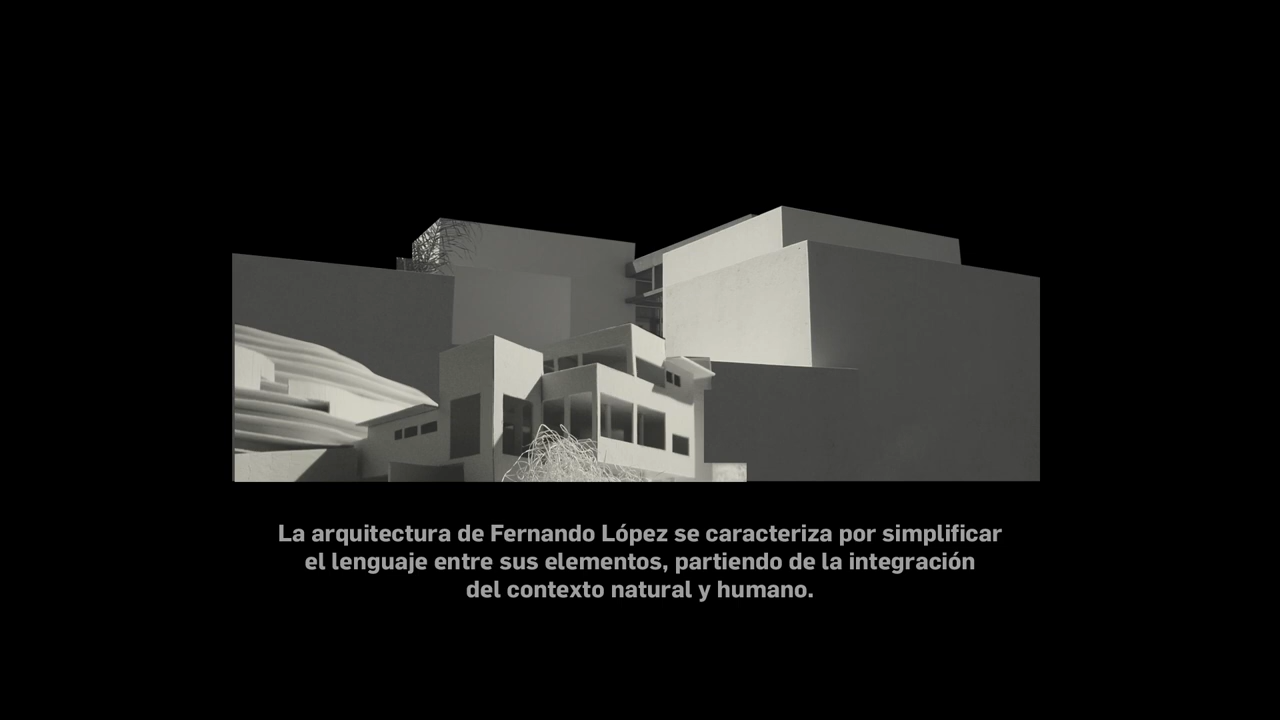 La arquitectura de Fernando López se caracteriza por simplificar
el lenguaje entre sus elementos, partiendo de la integración
del contexto natural y humano.